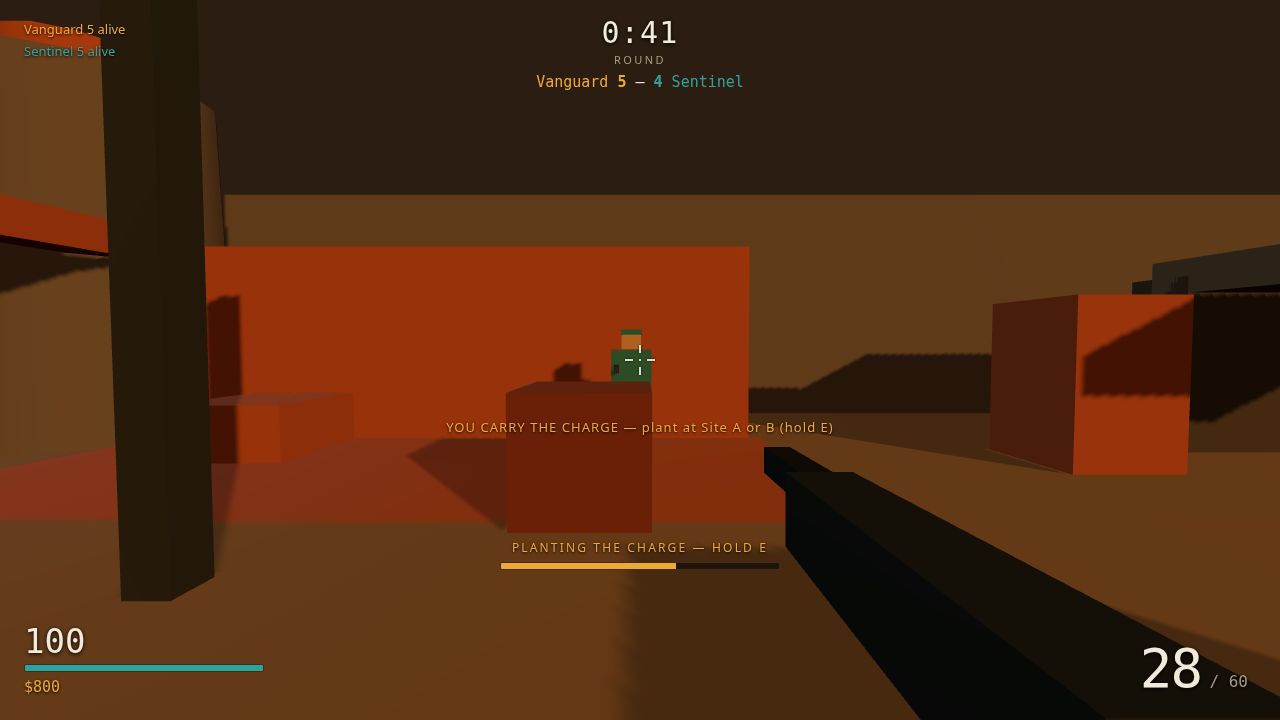 Vanguard 5 alive
Sentinel 5 alive
0:41
ROUND
Vanguard 5 — 4 Sentinel
YOU CARRY THE CHARGE — plant at Site A or B (hold E)
PLANTING THE CHARGE — HOLD E
100
$800
28 / 60